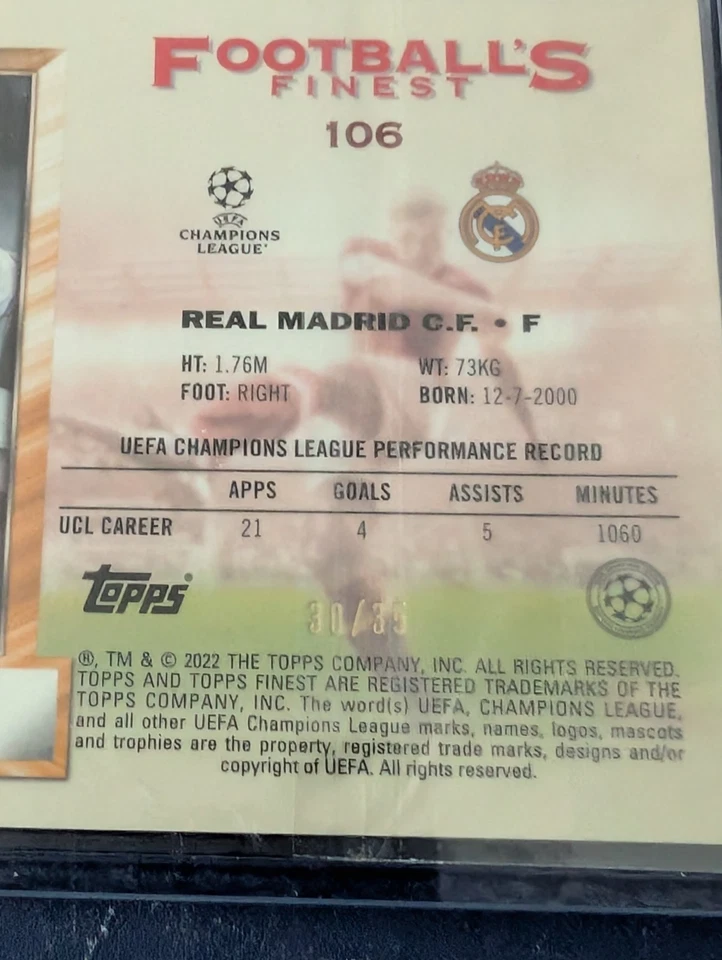 FOOTBALL'S
FINEST
106
UEFA
CHAMPIONS
LEAGUE®
REAL MADRID C.F. • F
HT: 1.76M WT: 73KG
FOOT: RIGHT BORN: 12-7-2000
UEFA CHAMPIONS LEAGUE PERFORMANCE RECORD
APPS GOALS ASSISTS MINUTES
UCL CAREER 21 4 5 1060
Topps®
30/35
®, TM & © 2022 THE TOPPS COMPANY, INC. ALL RIGHTS RESERVED.
TOPPS AND TOPPS FINEST ARE REGISTERED TRADEMARKS OF THE
TOPPS COMPANY, INC. The word(s) UEFA, CHAMPIONS LEAGUE,
and all other UEFA Champions League marks, names, logos, mascots
and trophies are the property, registered trade marks, designs and/or
copyright of UEFA. All rights reserved.